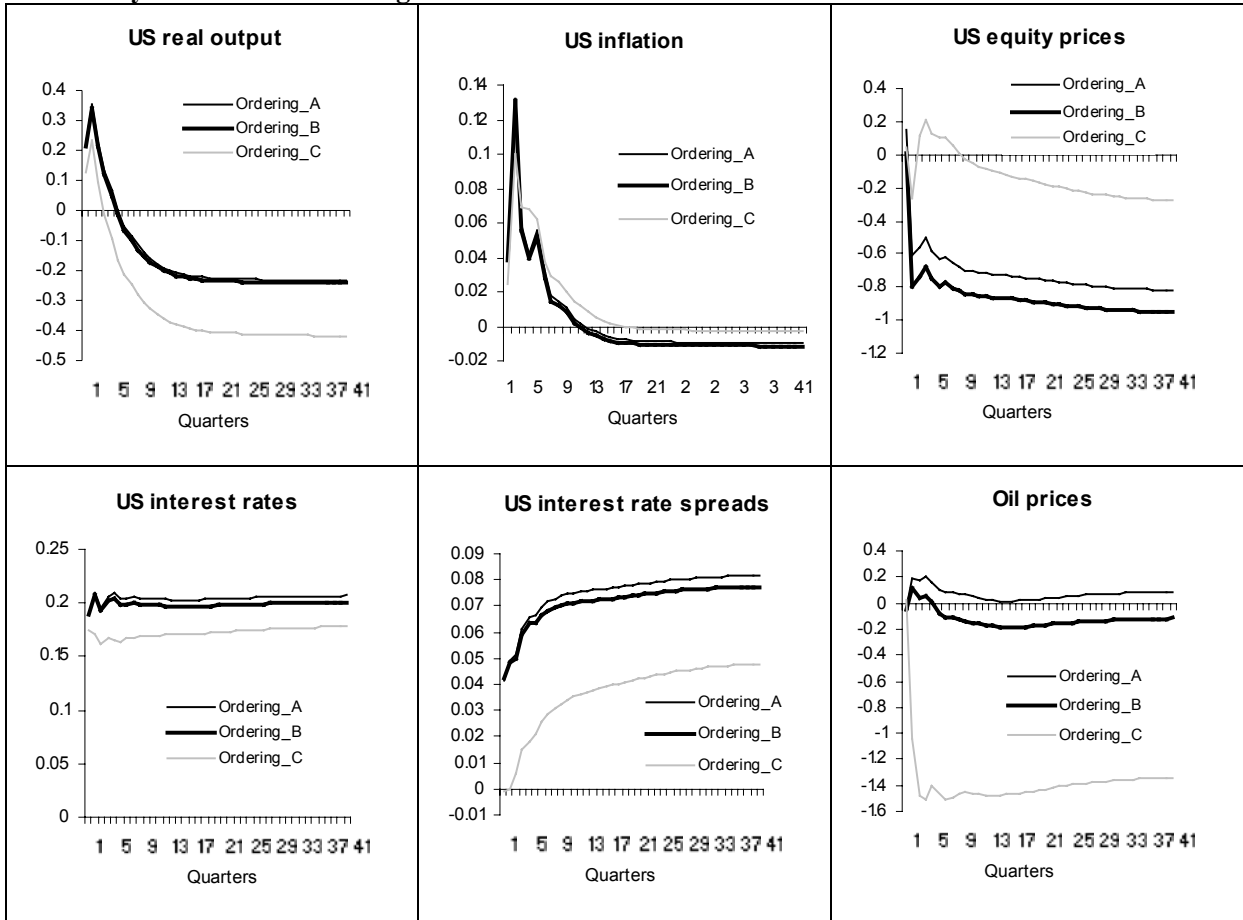 US real output
0.4
0.3
0.2
0.1
0
-0.1
-0.2
-0.3
-0.4
-0.5
Ordering_A
Ordering_B
Ordering_C
1 5 9 13 17 21 25 29 33 37 41
Quarters
US inflation
0.14
0.12
0.1
0.08
0.06
0.04
0.02
0
-0.02
Ordering_A
Ordering_B
Ordering_C
1 5 9 13 17 21 2 2 3 3 41
Quarters
US equity prices
0.4
0.2
0
-0.2
-0.4
-0.6
-0.8
-1
-1.2
Ordering_A
Ordering_B
Ordering_C
1 5 9 13 17 21 25 29 33 37 41
Quarters
US interest rates
0.25
0.2
0.15
0.1
0.05
0
Ordering_A
Ordering_B
Ordering_C
1 5 9 13 17 21 25 29 33 37 41
Quarters
US interest rate spreads
0.09
0.08
0.07
0.06
0.05
0.04
0.03
0.02
0.01
0
-0.01
Ordering_A
Ordering_B
Ordering_C
1 5 9 13 17 21 25 29 33 37 41
Quarters
Oil prices
0.4
0.2
0
-0.2
-0.4
-0.6
-0.8
-1
-1.2
-1.4
-1.6
Ordering_A
Ordering_B
Ordering_C
1 5 9 13 17 21 25 29 33 37 41
Quarters